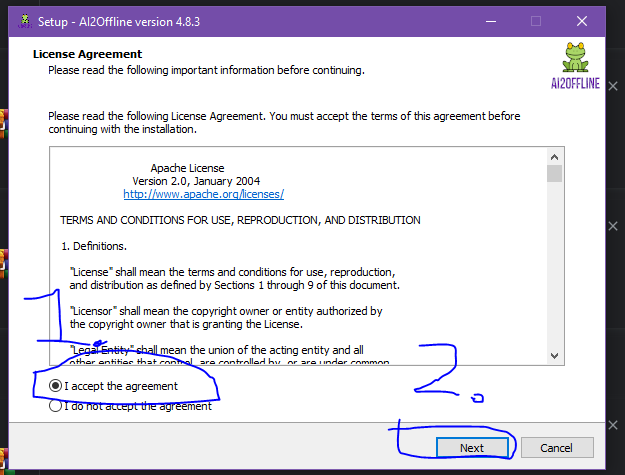 Setup - AI2Offline version 4.8.3
License Agreement
Please read the following important information before continuing.
AI2OFFLINE
Please read the following License Agreement. You must accept the terms of this agreement before
continuing with the installation.
Apache License
Version 2.0, January 2004
http://www.apache.org/licenses/
TERMS AND CONDITIONS FOR USE, REPRODUCTION, AND DISTRIBUTION
1. Definitions.
"License" shall mean the terms and conditions for use, reproduction,
and distribution as defined by Sections 1 through 9 of this document.
"Licensor" shall mean the copyright owner or entity authorized by
the copyright owner that is granting the License.
"Legal Entity" shall mean the union of the acting entity and all
other entities that control, are controlled by, or are under common
1.
I accept the agreement
2.
I do not accept the agreement
Next
Cancel